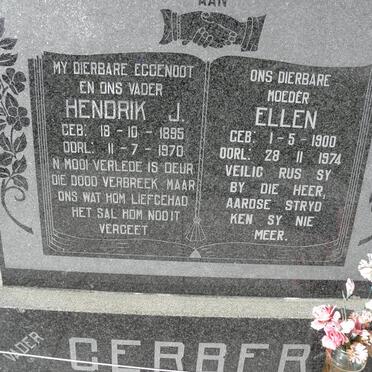 AAN
MY DIERBARE EGGENOOT
EN ONS VADER
HENDRIK J.
GEB: 18-10-1895
OORL: 11-7-1970
N MOOI VERLEDE IS DEUR
DIE DOOD VERBREEK, MAAR
ONS WAT HOM LIEFGEHAD
HET SAL HOM NOOIT
VERGEET
ONS DIERBARE
MOEDER
ELLEN
GEB: 1-5-1900
OORL: 28 11 1974
VEILIG RUS SY
BY DIE HEER,
AARDSE STRYD
KEN SY NIE
MEER.
VADER
GERBER